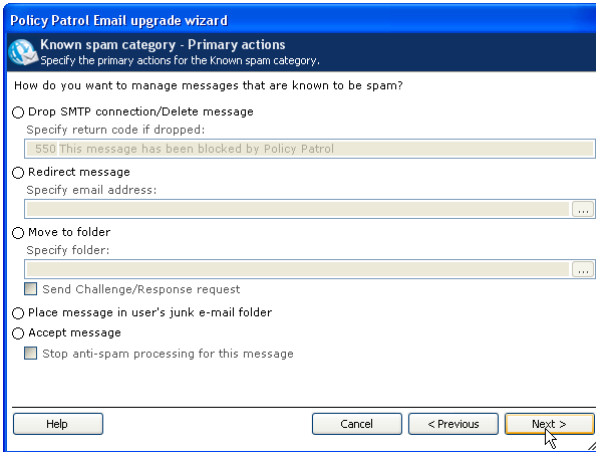 Policy Patrol Email upgrade wizard
Known spam category - Primary actions
Specify the primary actions for the Known spam category.
How do you want to manage messages that are known to be spam?
Drop SMTP connection/Delete message
Specify return code if dropped:
550 This message has been blocked by Policy Patrol
Redirect message
Specify email address:
...
Move to folder
Specify folder:
...
Send Challenge/Response request
Place message in user's junk e-mail folder
Accept message
Stop anti-spam processing for this message
Help Cancel < Previous Next >